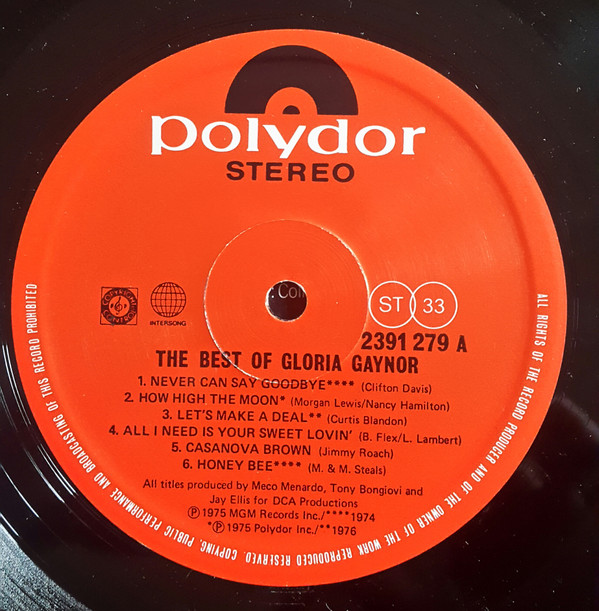 polydor
STEREO
COPYRIGHT CONTROL
INTERSONG
ST 33
2391 279 A
THE BEST OF GLORIA GAYNOR
1. NEVER CAN SAY GOODBYE**** (Clifton Davis)
2. HOW HIGH THE MOON* (Morgan Lewis/Nancy Hamilton)
3. LET'S MAKE A DEAL** (Curtis Blandon)
4. ALL I NEED IS YOUR SWEET LOVIN' (B. Flex/L. Lambert)
5. CASANOVA BROWN (Jimmy Roach)
6. HONEY BEE**** (M. & M. Steals)
All titles produced by Meco Menardo, Tony Bongiovi and
Jay Ellis for DCA Productions
Ⓟ1975 MGM Records Inc./****1974
*Ⓟ1975 Polydor Inc./**1976
ALL RIGHTS OF THE RECORD PRODUCER AND OF THE OWNER OF THE WORK REPRODUCED RESERVED. COPYING, PUBLIC PERFORMANCE AND BROADCASTING OF THIS RECORD PROHIBITED